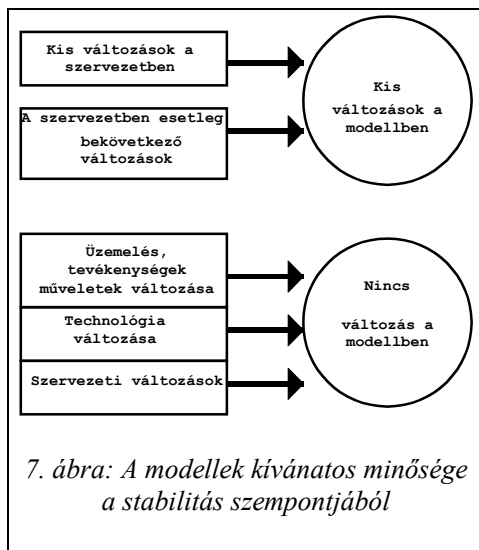 Kis változások a
szervezetben
Kis
változások a
modellben
A szervezetben esetleg
bekövetkező
változások
Üzemelés,
tevékenységek
műveletek változása
Nincs
változás a
modellben
Technológia
változása
Szervezeti változások
7. ábra: A modellek kívánatos minősége
a stabilitás szempontjából